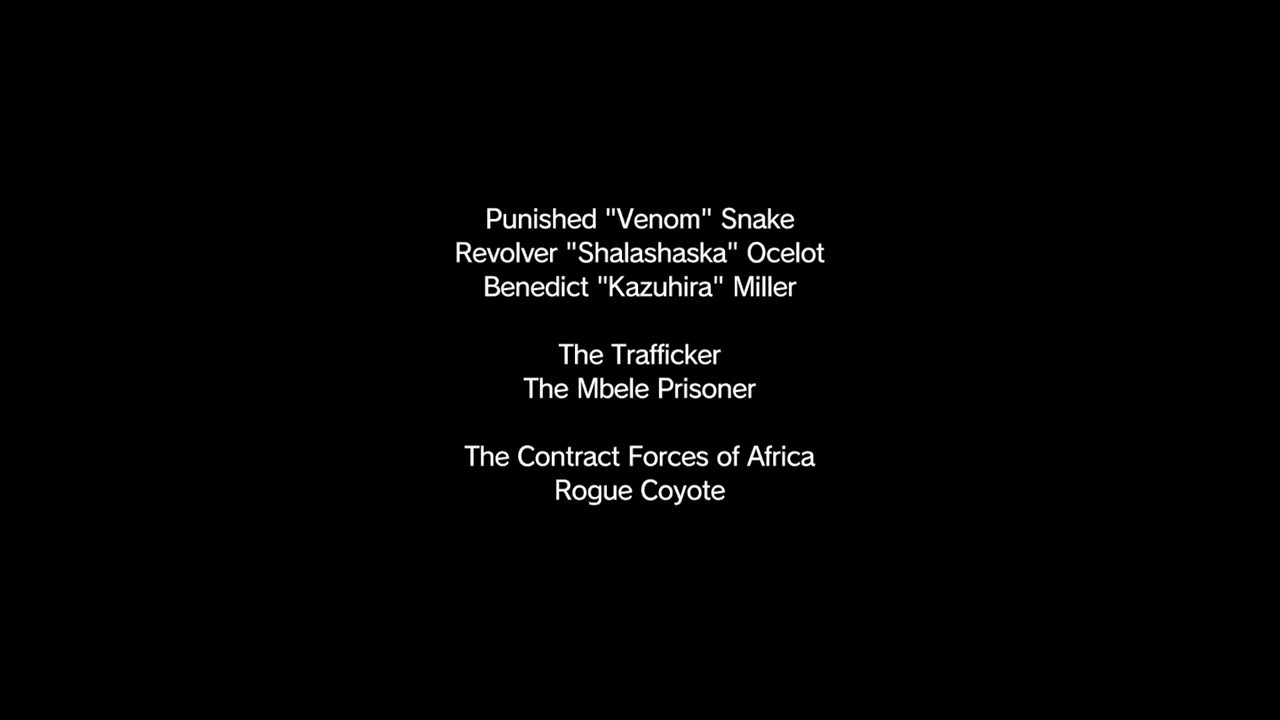 Punished "Venom" Snake
Revolver "Shalashaska" Ocelot
Benedict "Kazuhira" Miller
The Trafficker
The Mbele Prisoner
The Contract Forces of Africa
Rogue Coyote